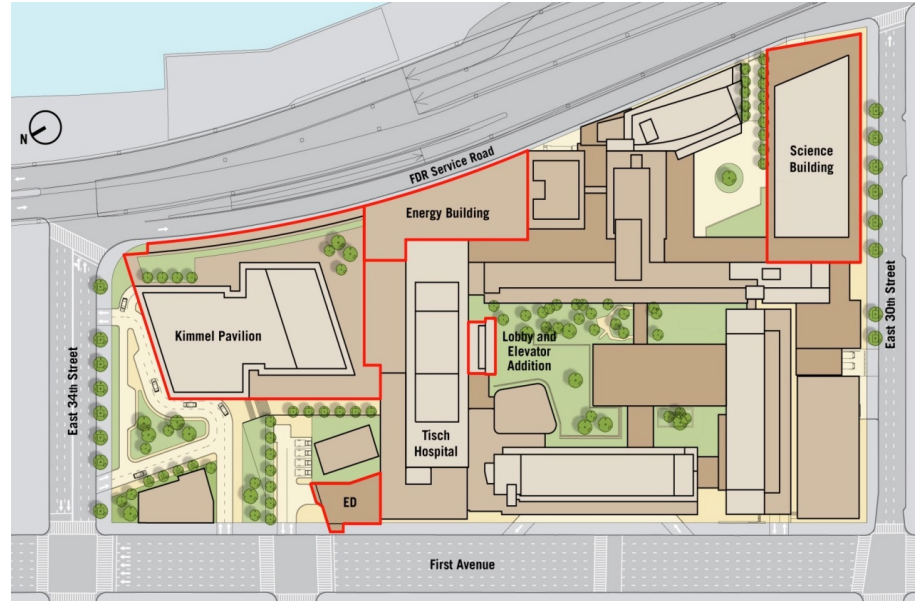 N
FDR Service Road
Science
Building
Energy Building
Kimmel Pavilion
Lobby and
Elevator
Addition
East 34th Street
East 30th Street
Tisch
Hospital
ED
First Avenue